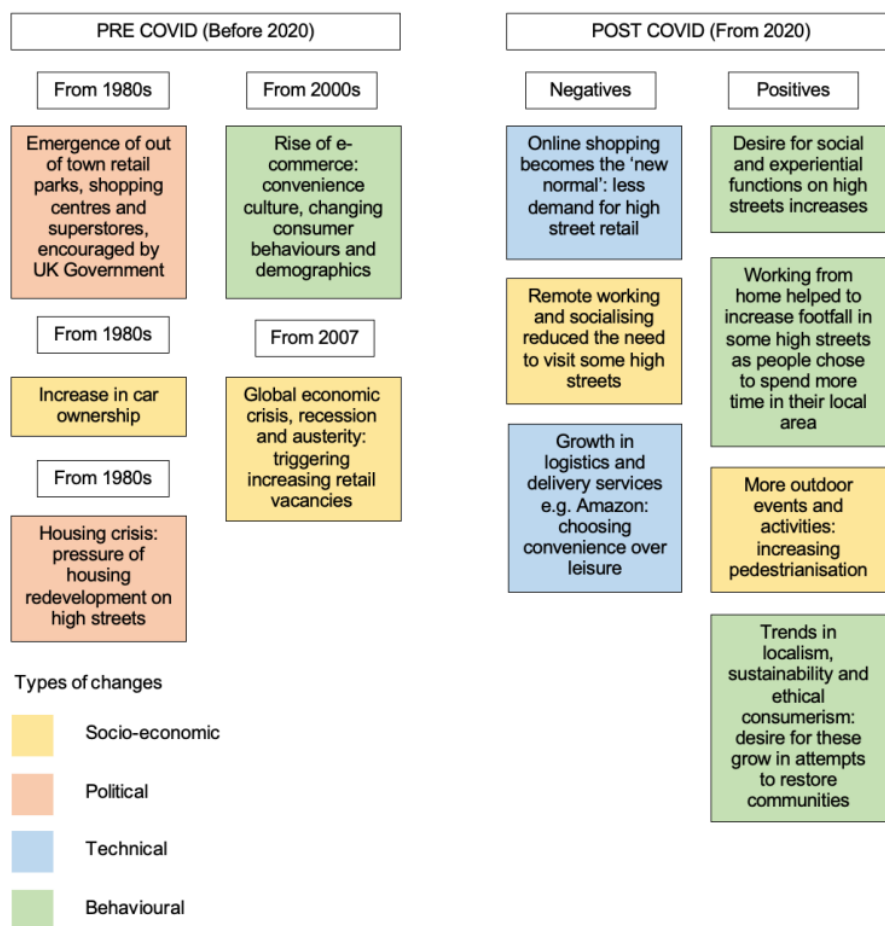 PRE COVID (Before 2020)
From 1980s
Emergence of out
of town retail
parks, shopping
centres and
superstores,
encouraged by
UK Government
From 1980s
Increase in car
ownership
From 1980s
Housing crisis:
pressure of
housing
redevelopment on
high streets
From 2000s
Rise of e-
commerce:
convenience
culture, changing
consumer
behaviours and
demographics
From 2007
Global economic
crisis, recession
and austerity:
triggering
increasing retail
vacancies
POST COVID (From 2020)
Negatives
Online shopping
becomes the ‘new
normal’: less
demand for high
street retail
Remote working
and socialising
reduced the need
to visit some high
streets
Growth in
logistics and
delivery services
e.g. Amazon:
choosing
convenience over
leisure
Positives
Desire for social
and experiential
functions on high
streets increases
Working from
home helped to
increase footfall in
some high streets
as people chose
to spend more
time in their local
area
More outdoor
events and
activities:
increasing
pedestrianisation
Trends in
localism,
sustainability and
ethical
consumerism:
desire for these
grow in attempts
to restore
communities
Types of changes
Socio-economic
Political
Technical
Behavioural